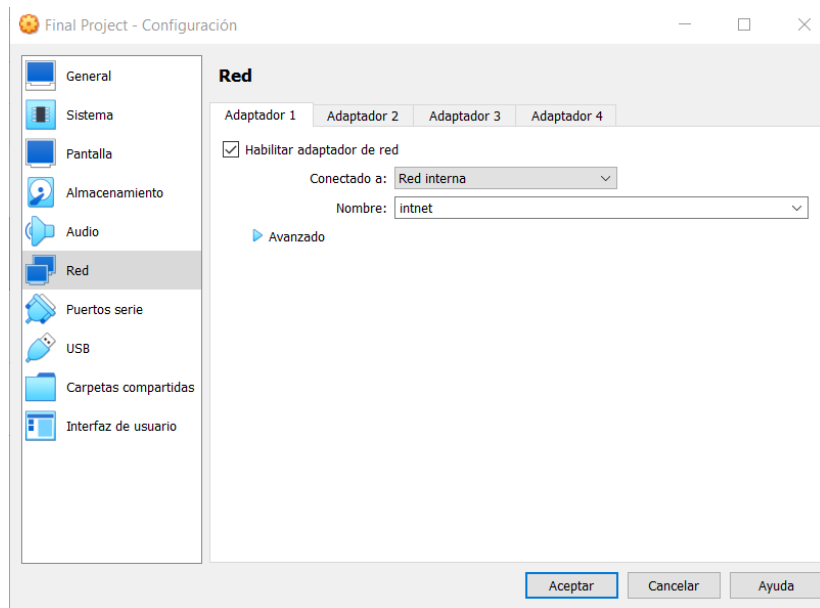 Final Project - Configuración
General
Sistema
Pantalla
Almacenamiento
Audio
Red
Puertos serie
USB
Carpetas compartidas
Interfaz de usuario
Red
Adaptador 1 Adaptador 2 Adaptador 3 Adaptador 4
Habilitar adaptador de red
Conectado a: Red interna
Nombre: intnet
Avanzado
Aceptar Cancelar Ayuda